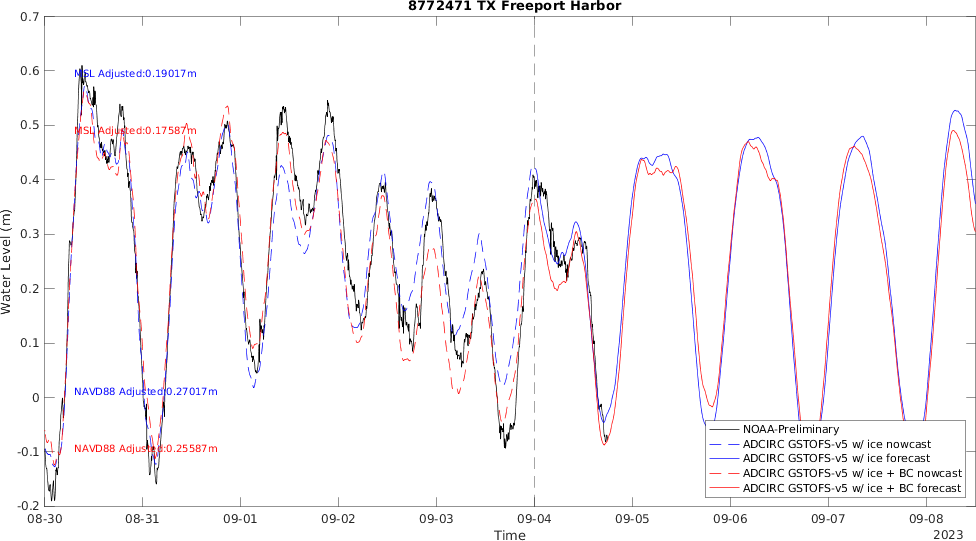 8772471 TX Freeport Harbor
0.7
0.6
0.5
0.4
0.3
0.2
0.1
0
-0.1
-0.2
Water Level (m)
MSL Adjusted:0.19017m
MSL Adjusted:0.17587m
NAVD88 Adjusted:0.27017m
NAVD88 Adjusted:0.25587m
NOAA-Preliminary
ADCIRC GSTOFS-v5 w/ ice nowcast
ADCIRC GSTOFS-v5 w/ ice forecast
ADCIRC GSTOFS-v5 w/ ice + BC nowcast
ADCIRC GSTOFS-v5 w/ ice + BC forecast
08-30 08-31 09-01 09-02 09-03 09-04 09-05 09-06 09-07 09-08
Time
2023